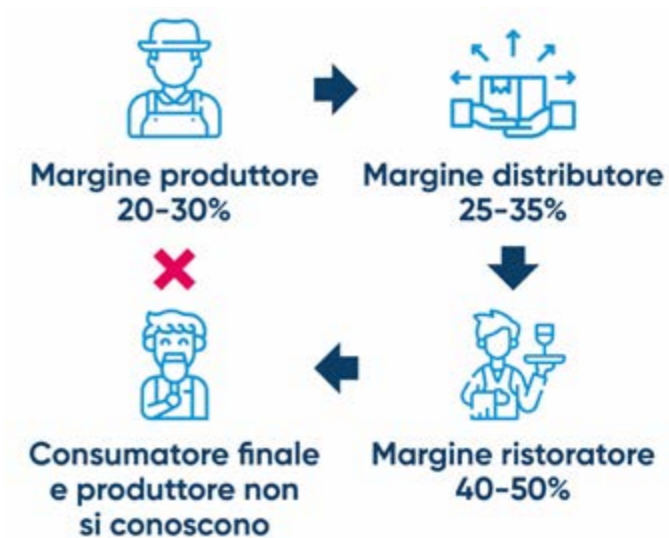 Margine produttore
20-30%
Margine distributore
25-35%
Consumatore finale
e produttore non
si conoscono
Margine ristoratore
40-50%